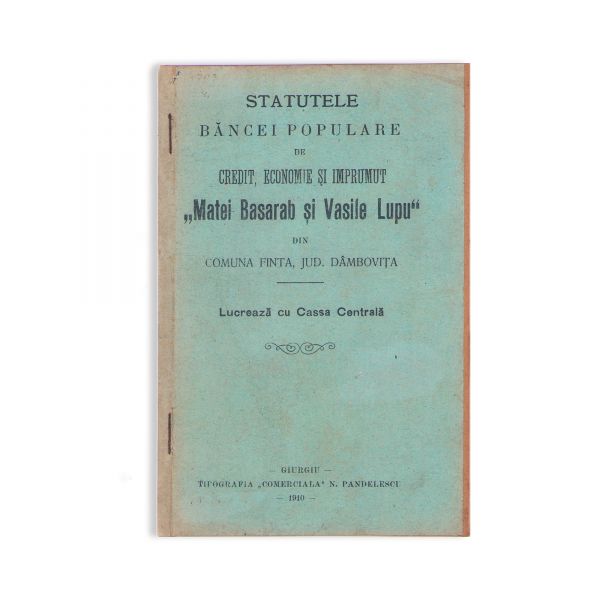 STATUTELE
BĂNCEI POPULARE
DE
CREDIT, ECONOMIE ȘI IMPRUMUT
„Matei Basarab și Vasile Lupu“
DIN
COMUNA FINTA, JUD. DÂMBOVIȚA
Lucrează cu Cassa Centrală
— GIURGIU —
TIPOGRAFIA „COMERCIALA“ N. PANDELESCU
— 1910 —